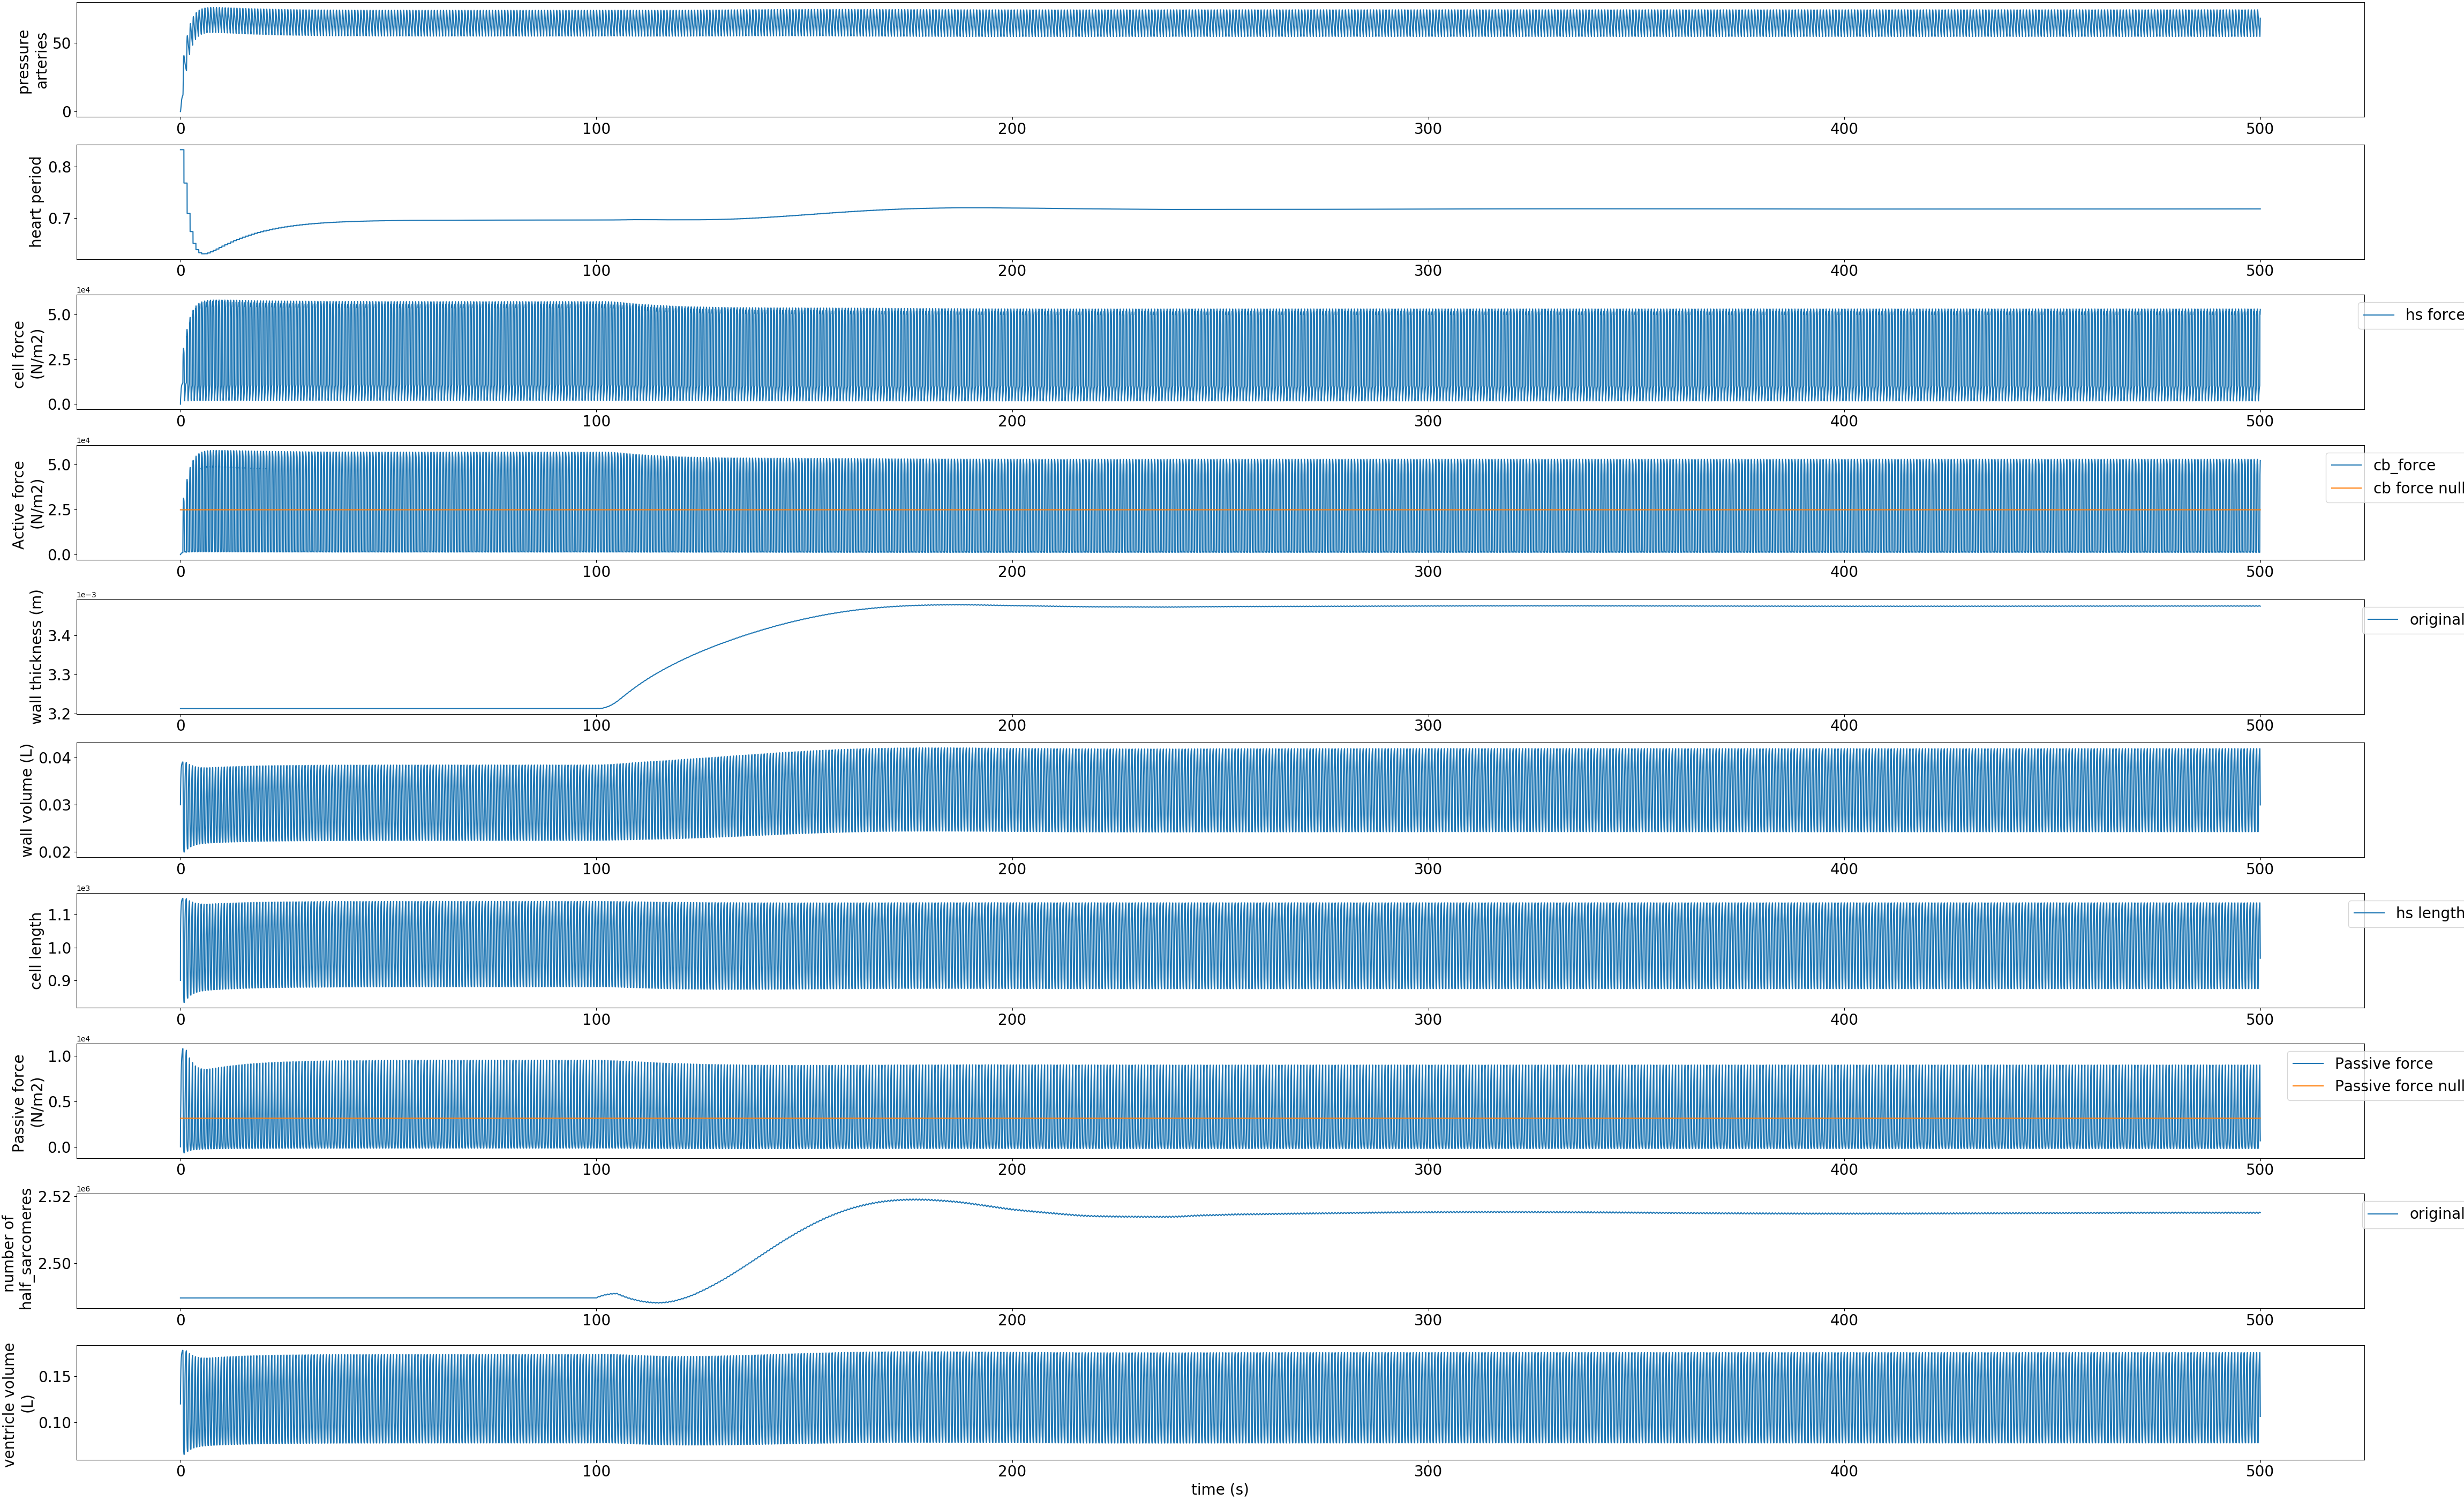 pressure
arteries
50
0
0 100 200 300 400 500
heart period
0.8
0.7
0 100 200 300 400 500
1e4
cell force
(N/m2)
5.0
2.5
0.0
hs force
0 100 200 300 400 500
1e4
Active force
(N/m2)
5.0
2.5
0.0
cb_force
cb force null
0 100 200 300 400 500
1e−3
wall thickness (m)
3.4
3.3
3.2
original
0 100 200 300 400 500
wall volume (L)
0.04
0.03
0.02
0 100 200 300 400 500
1e3
cell length
1.1
1.0
0.9
hs length
0 100 200 300 400 500
1e4
Passive force
(N/m2)
1.0
0.5
0.0
Passive force
Passive force null
0 100 200 300 400 500
1e6
number of
half_sarcomeres
2.52
2.50
original
0 100 200 300 400 500
ventricle volume
(L)
0.15
0.10
0 100 200 300 400 500
time (s)